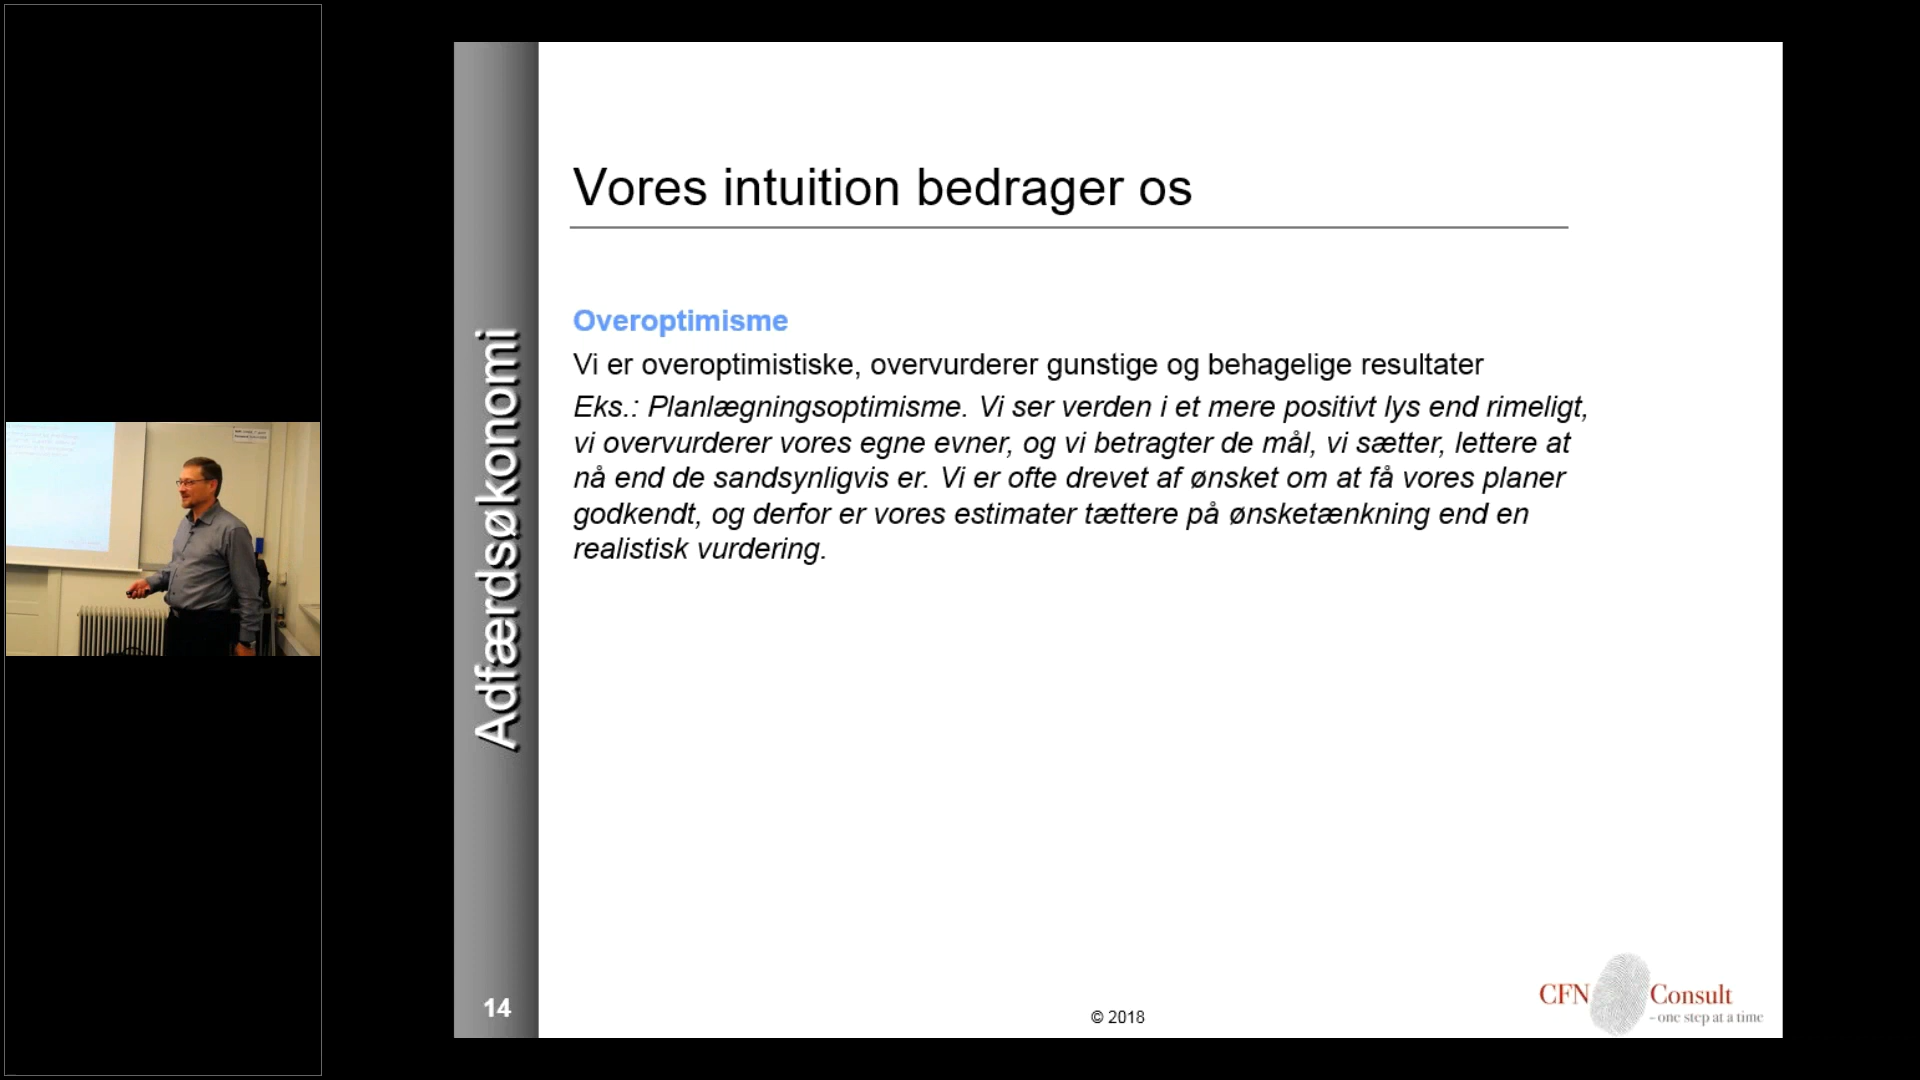 Vores intuition bedrager os
Overoptimisme
Vi er overoptimistiske, overvurderer gunstige og behagelige resultater
Eks.: Planlægningsoptimisme. Vi ser verden i et mere positivt lys end rimeligt,
vi overvurderer vores egne evner, og vi betragter de mål, vi sætter, lettere at
nå end de sandsynligvis er. Vi er ofte drevet af ønsket om at få vores planer
godkendt, og derfor er vores estimater tættere på ønsketænkning end en
realistisk vurdering.
Adfærdsøkonomi
14
© 2018
CFN Consult
- one step at a time